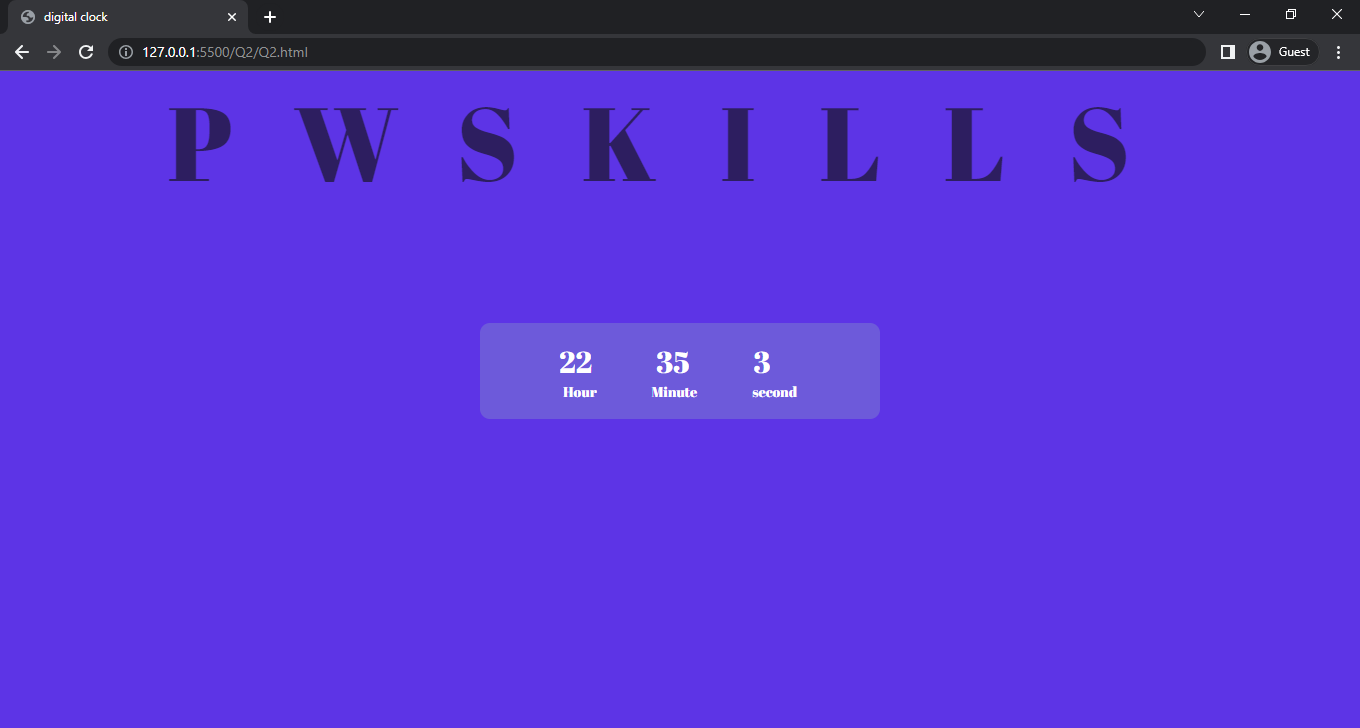 digital clock
127.0.0.1:5500/Q2/Q2.html
Guest
P W S K I L L S
22 35 3
Hour Minute second